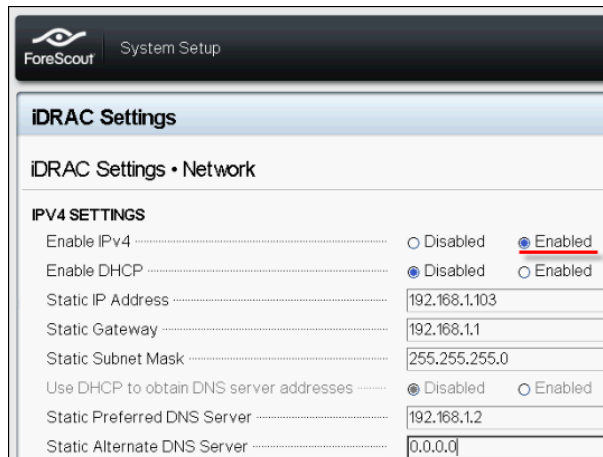 ForeScout System Setup
iDRAC Settings
iDRAC Settings • Network
IPV4 SETTINGS
Enable IPv4 Disabled Enabled
Enable DHCP Disabled Enabled
Static IP Address 192.168.1.103
Static Gateway 192.168.1.1
Static Subnet Mask 255.255.255.0
Use DHCP to obtain DNS server addresses Disabled Enabled
Static Preferred DNS Server 192.168.1.2
Static Alternate DNS Server 0.0.0.0